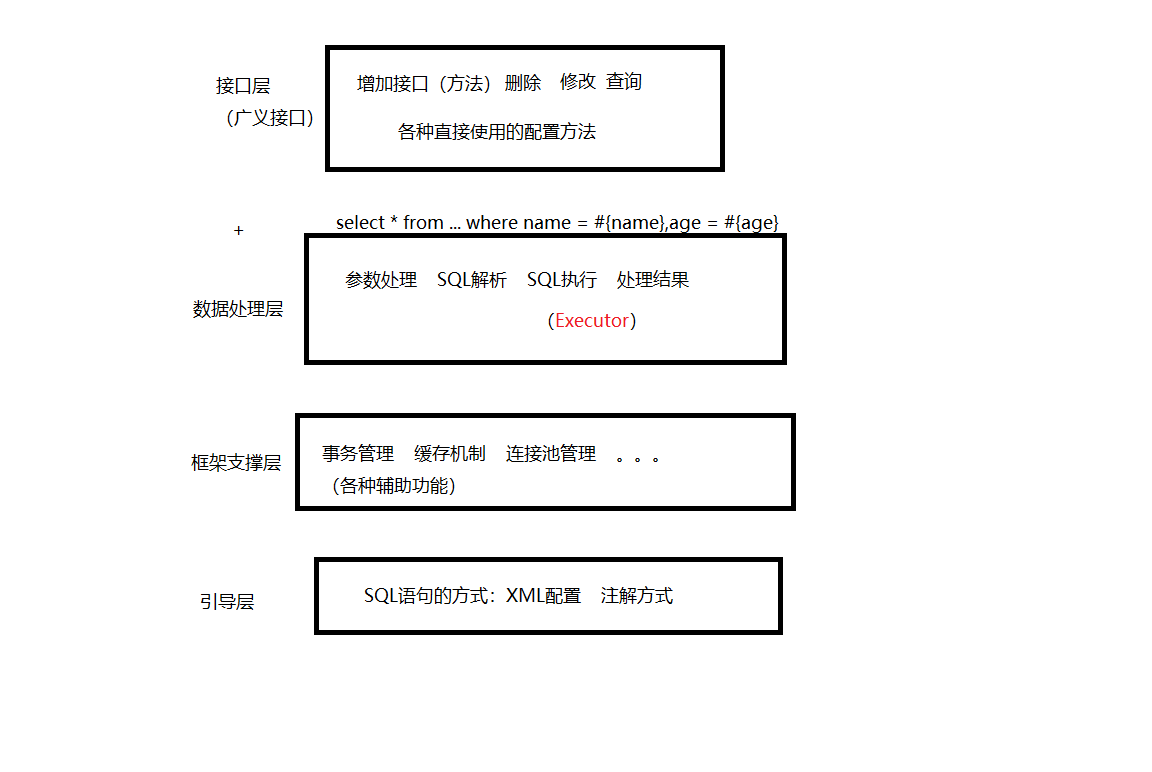 接口层
（广义接口）
增加接口（方法） 删除 修改 查询
各种直接使用的配置方法
+
select * from ... where name = #{name},age = #{age}
数据处理层
参数处理 SQL解析 SQL执行 处理结果
（Executor）
框架支撑层
事务管理 缓存机制 连接池管理 。。。
（各种辅助功能）
引导层
SQL语句的方式：XML配置 注解方式